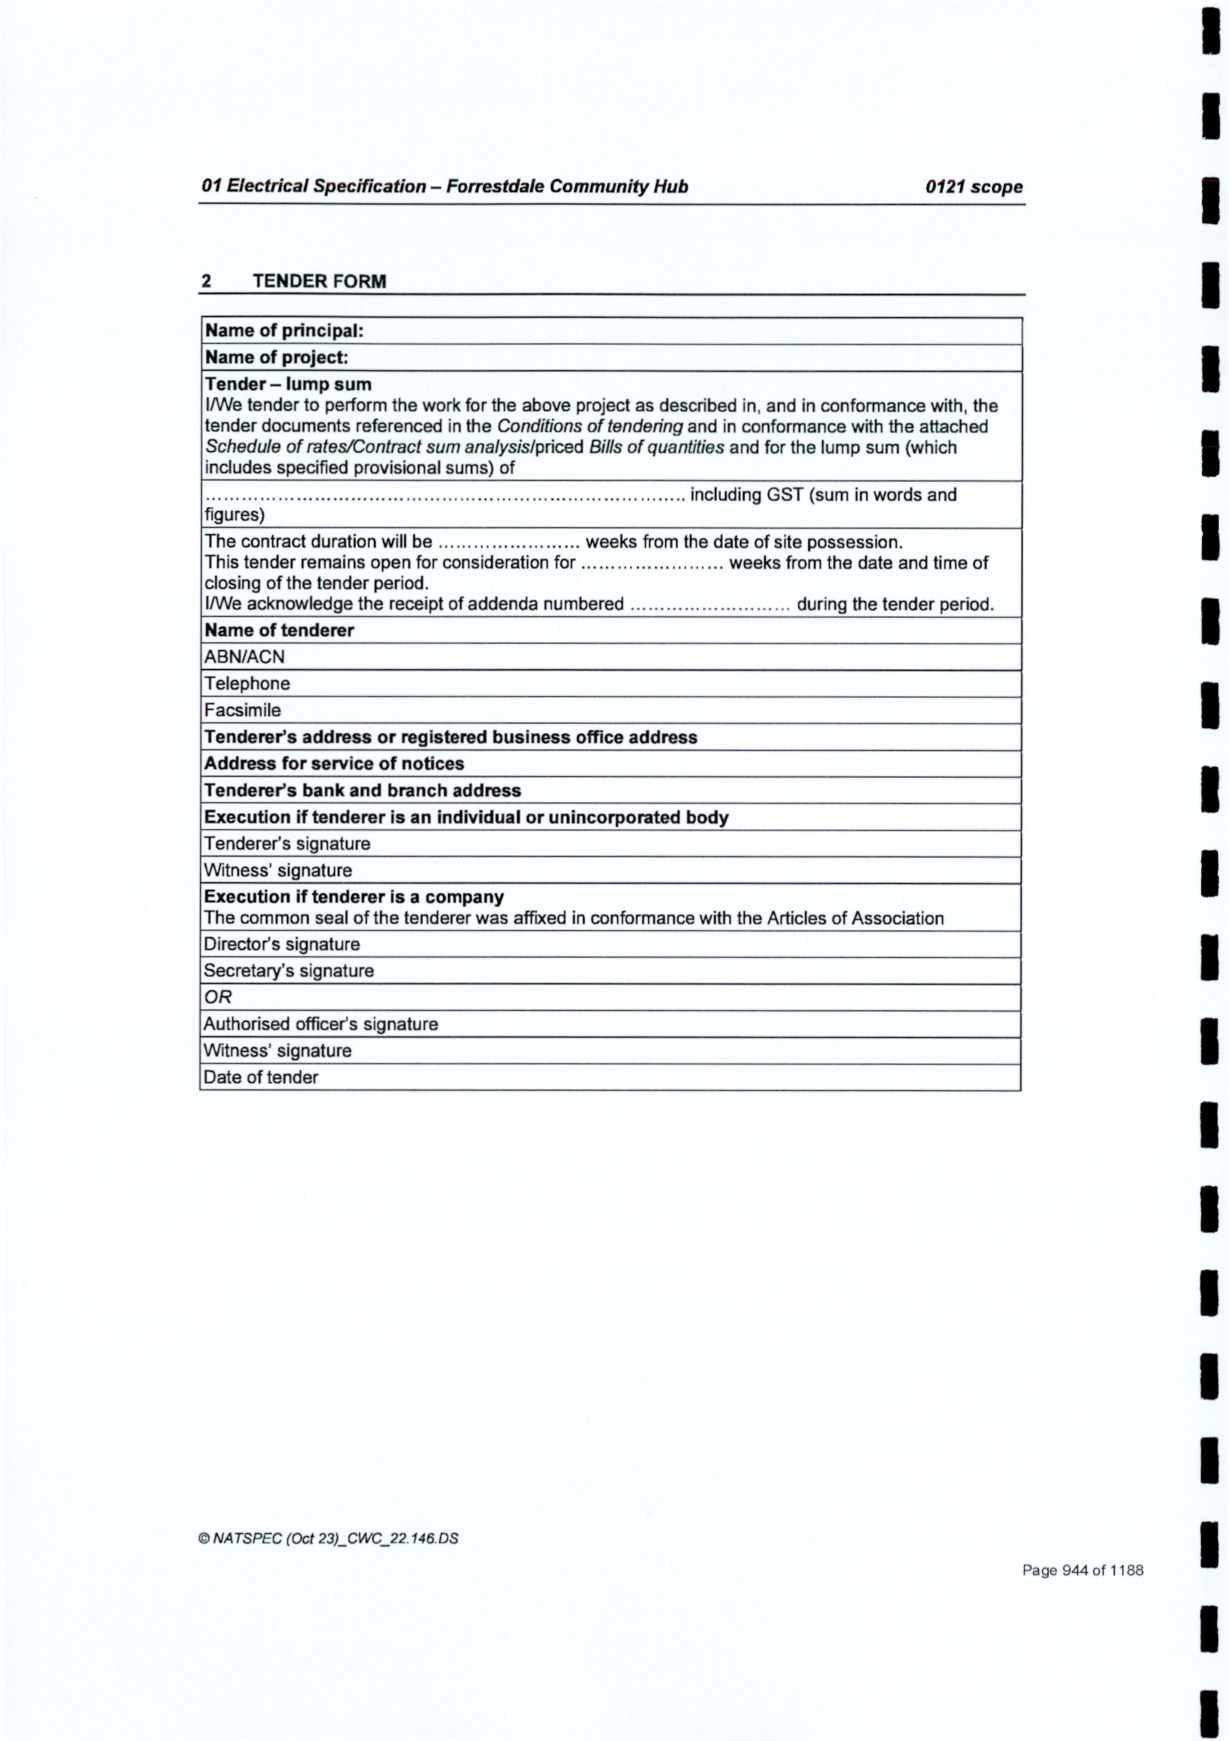 01 Electrical Specification – Forrestdale Community Hub 0121 scope
2 TENDER FORM
Name of principal:
Name of project:
Tender – lump sum
I/We tender to perform the work for the above project as described in, and in conformance with, the
tender documents referenced in the Conditions of tendering and in conformance with the attached
Schedule of rates/Contract sum analysis/priced Bills of quantities and for the lump sum (which
includes specified provisional sums) of
................................................................................ including GST (sum in words and
figures)
The contract duration will be ........................ weeks from the date of site possession.
This tender remains open for consideration for ........................ weeks from the date and time of
closing of the tender period.
I/We acknowledge the receipt of addenda numbered ........................... during the tender period.
Name of tenderer
ABN/ACN
Telephone
Facsimile
Tenderer's address or registered business office address
Address for service of notices
Tenderer's bank and branch address
Execution if tenderer is an individual or unincorporated body
Tenderer's signature
Witness' signature
Execution if tenderer is a company
The common seal of the tenderer was affixed in conformance with the Articles of Association
Director's signature
Secretary's signature
OR
Authorised officer's signature
Witness' signature
Date of tender
© NATSPEC (Oct 23)_CWC_22.146.DS
Page 944 of 1188